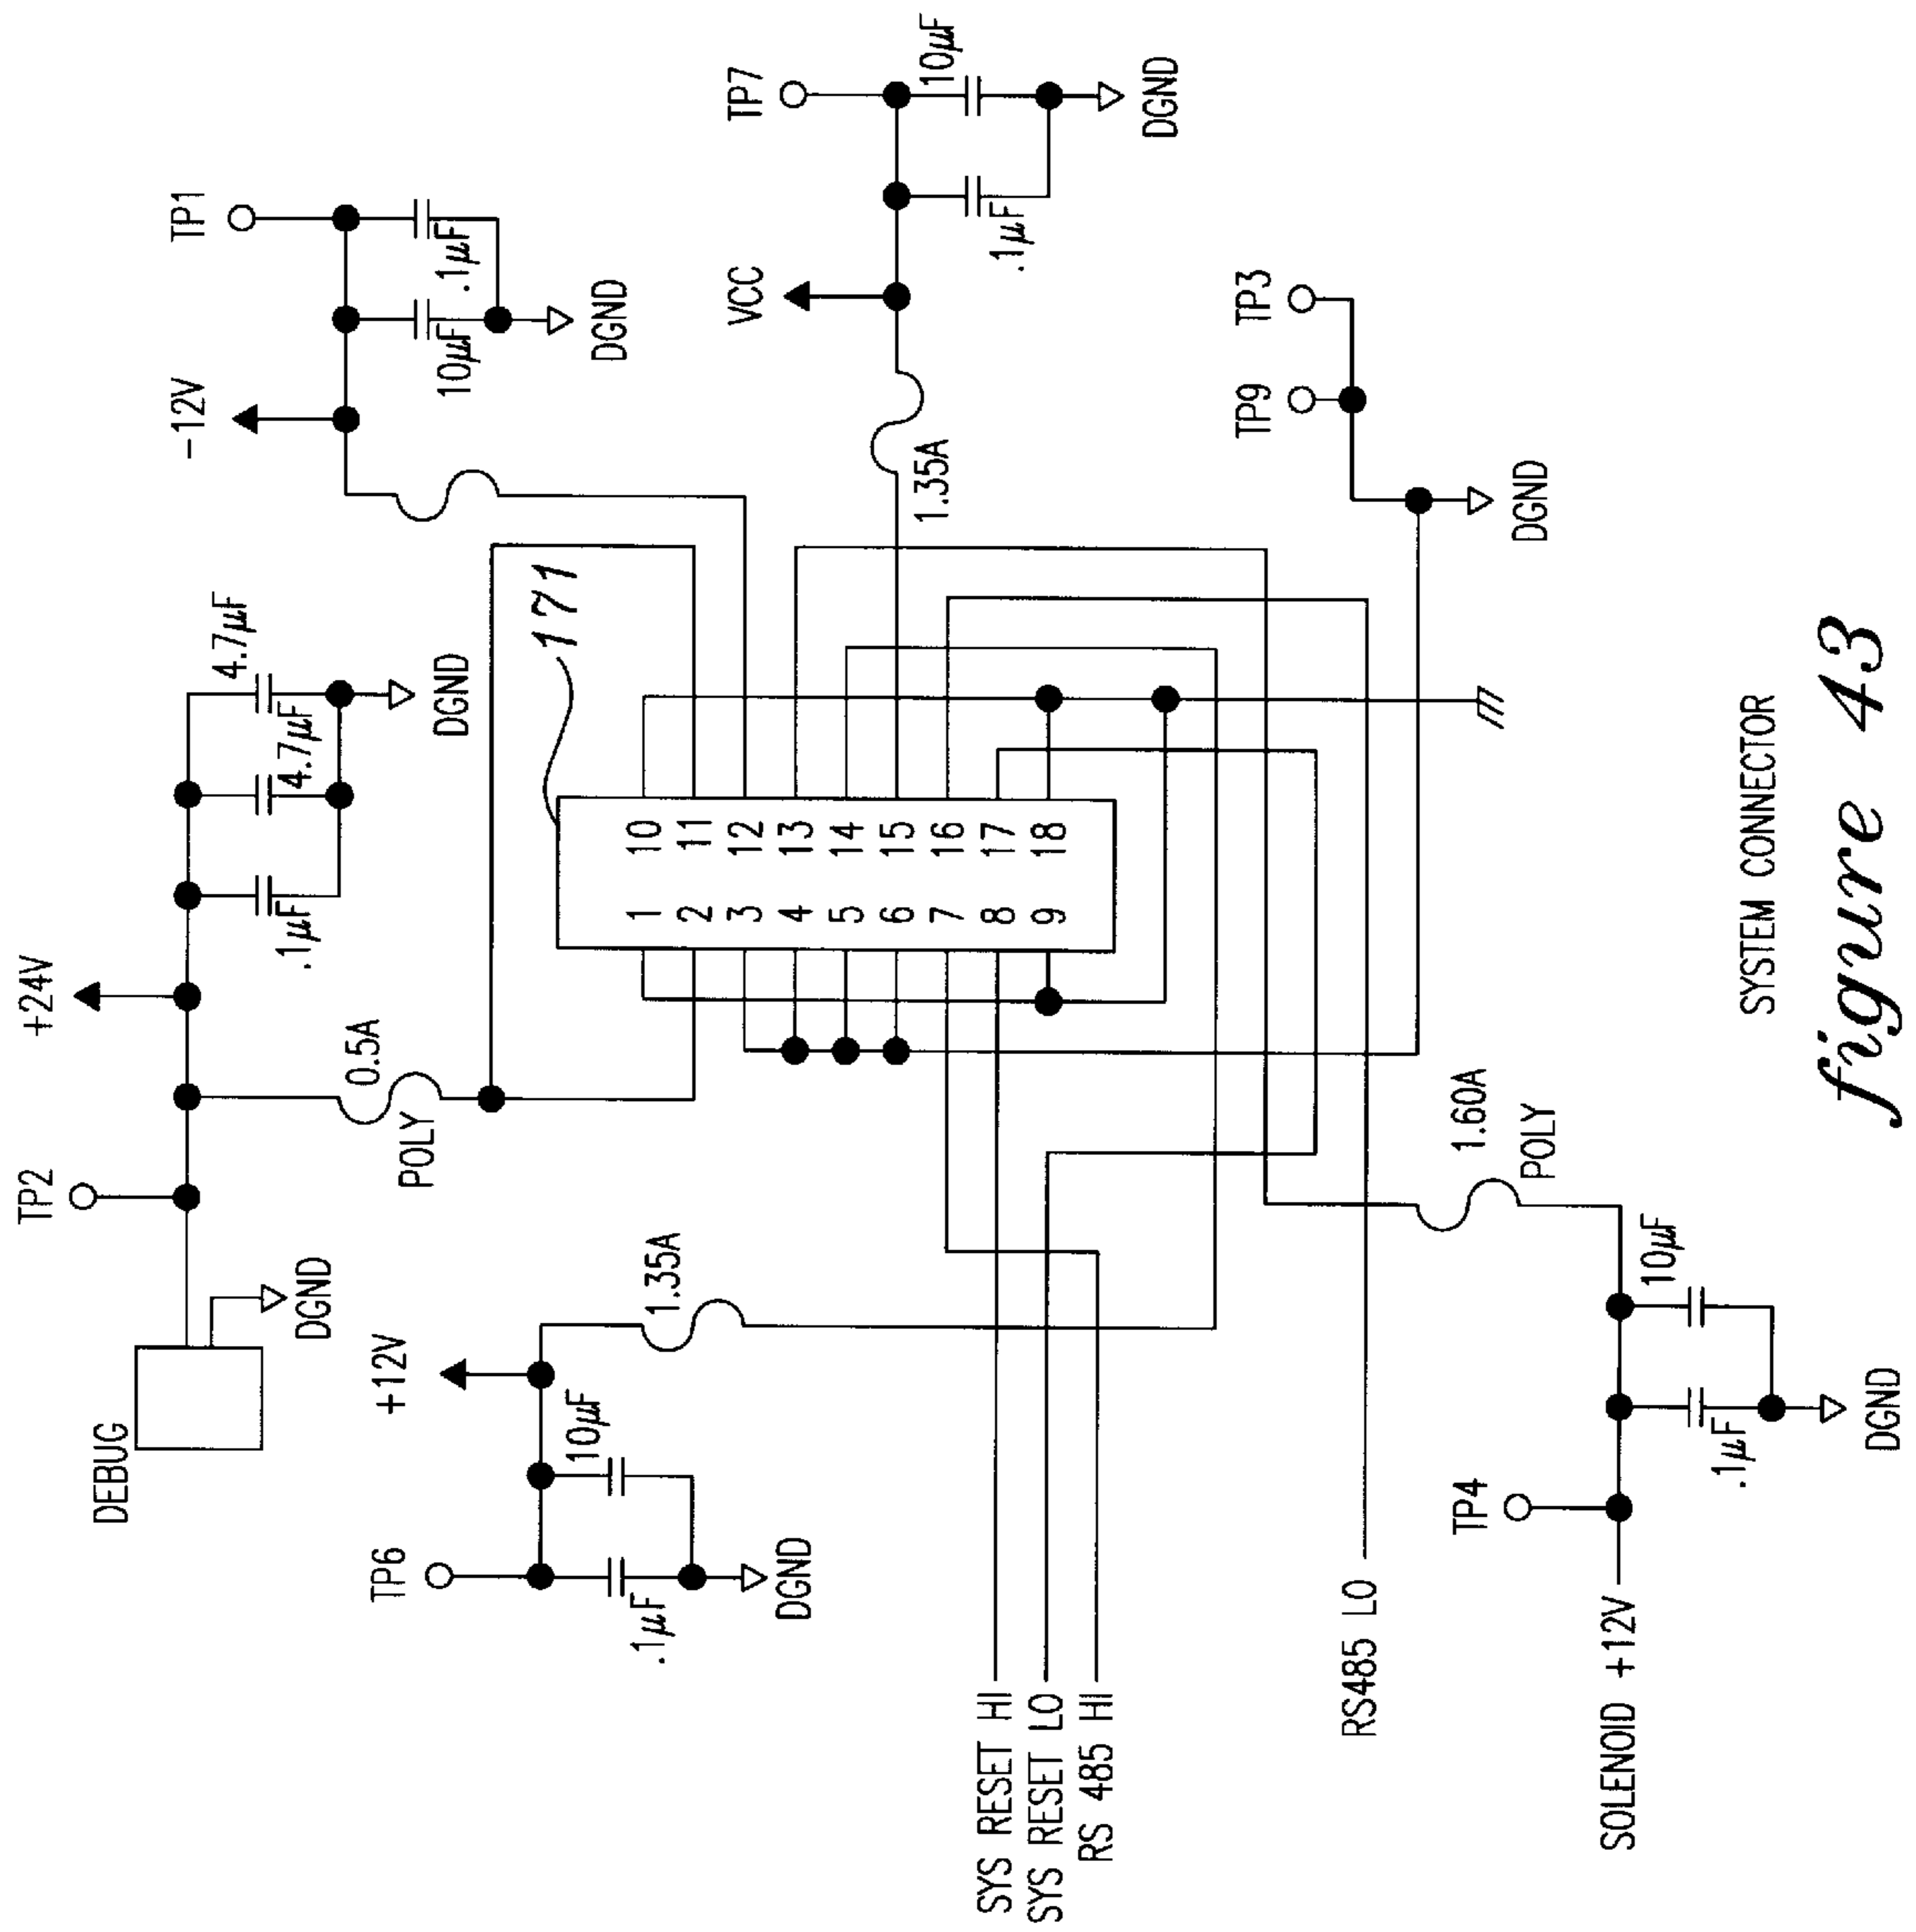 DEBUG
DGND
TP2
+24V
0.5A
POLY
.1µF
4.7µF
4.7µF
DGND
-12V
TP1
10µF
.1µF
DGND
TP6
+12V
10µF
.1µF
DGND
1.35A
171
1
2
3
4
5
6
7
8
9
10
11
12
13
14
15
16
17
18
VCC
TP7
1.35A
.1µF
10µF
DGND
TP9
TP3
DGND
SYS RESET HI
SYS RESET LO
RS 485 HI
RS485 LO
TP4
1.60A
POLY
SOLENOID +12V
.1µF
10µF
DGND
SYSTEM CONNECTOR
figure 43